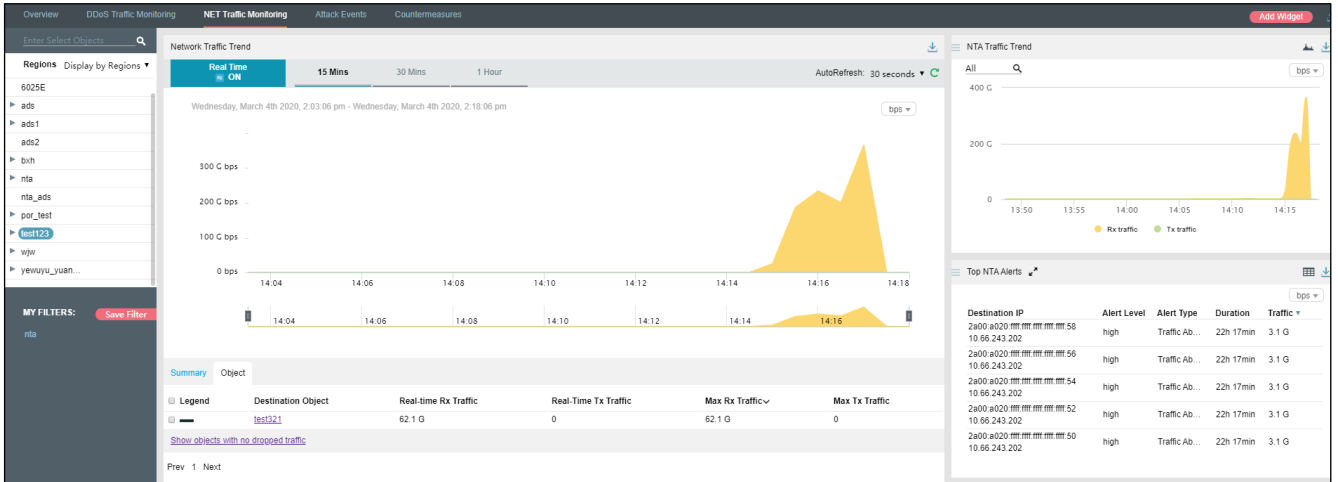 Overview DDoS Traffic Monitoring NET Traffic Monitoring Attack Events Countermeasures Add Widget
Enter Select Objects
Regions Display by Regions
6025E
ads
ads1
ads2
bxh
nta
nta_ads
por_test
test123
wjw
yewuyu_yuan...
MY FILTERS: Save Filter
nta
Network Traffic Trend
Real Time
ON
15 Mins 30 Mins 1 Hour AutoRefresh: 30 seconds
Wednesday, March 4th 2020, 2:03:06 pm - Wednesday, March 4th 2020, 2:18:06 pm
bps
300 G bps
200 G bps
100 G bps
0 bps
14:04 14:06 14:08 14:10 14:12 14:14 14:16 14:18
14:04 14:06 14:08 14:10 14:12 14:14 14:16
Summary Object
Legend Destination Object Real-time Rx Traffic Real-Time Tx Traffic Max Rx Traffic Max Tx Traffic
test321 62.1 G 0 62.1 G 0
Show objects with no dropped traffic
Prev 1 Next
NTA Traffic Trend
All
bps
400 G
200 G
0
13:50 13:55 14:00 14:05 14:10 14:15
Rx traffic Tx traffic
Top NTA Alerts
bps
Destination IP Alert Level Alert Type Duration Traffic
2a00:a020:ffff:ffff:ffff:ffff:ffff:58
10.66.243.202 high Traffic Ab... 22h 17min 3.1 G
2a00:a020:ffff:ffff:ffff:ffff:ffff:56
10.66.243.202 high Traffic Ab... 22h 17min 3.1 G
2a00:a020:ffff:ffff:ffff:ffff:ffff:54
10.66.243.202 high Traffic Ab... 22h 17min 3.1 G
2a00:a020:ffff:ffff:ffff:ffff:ffff:52
10.66.243.202 high Traffic Ab... 22h 17min 3.1 G
2a00:a020:ffff:ffff:ffff:ffff:ffff:50
10.66.243.202 high Traffic Ab... 22h 17min 3.1 G